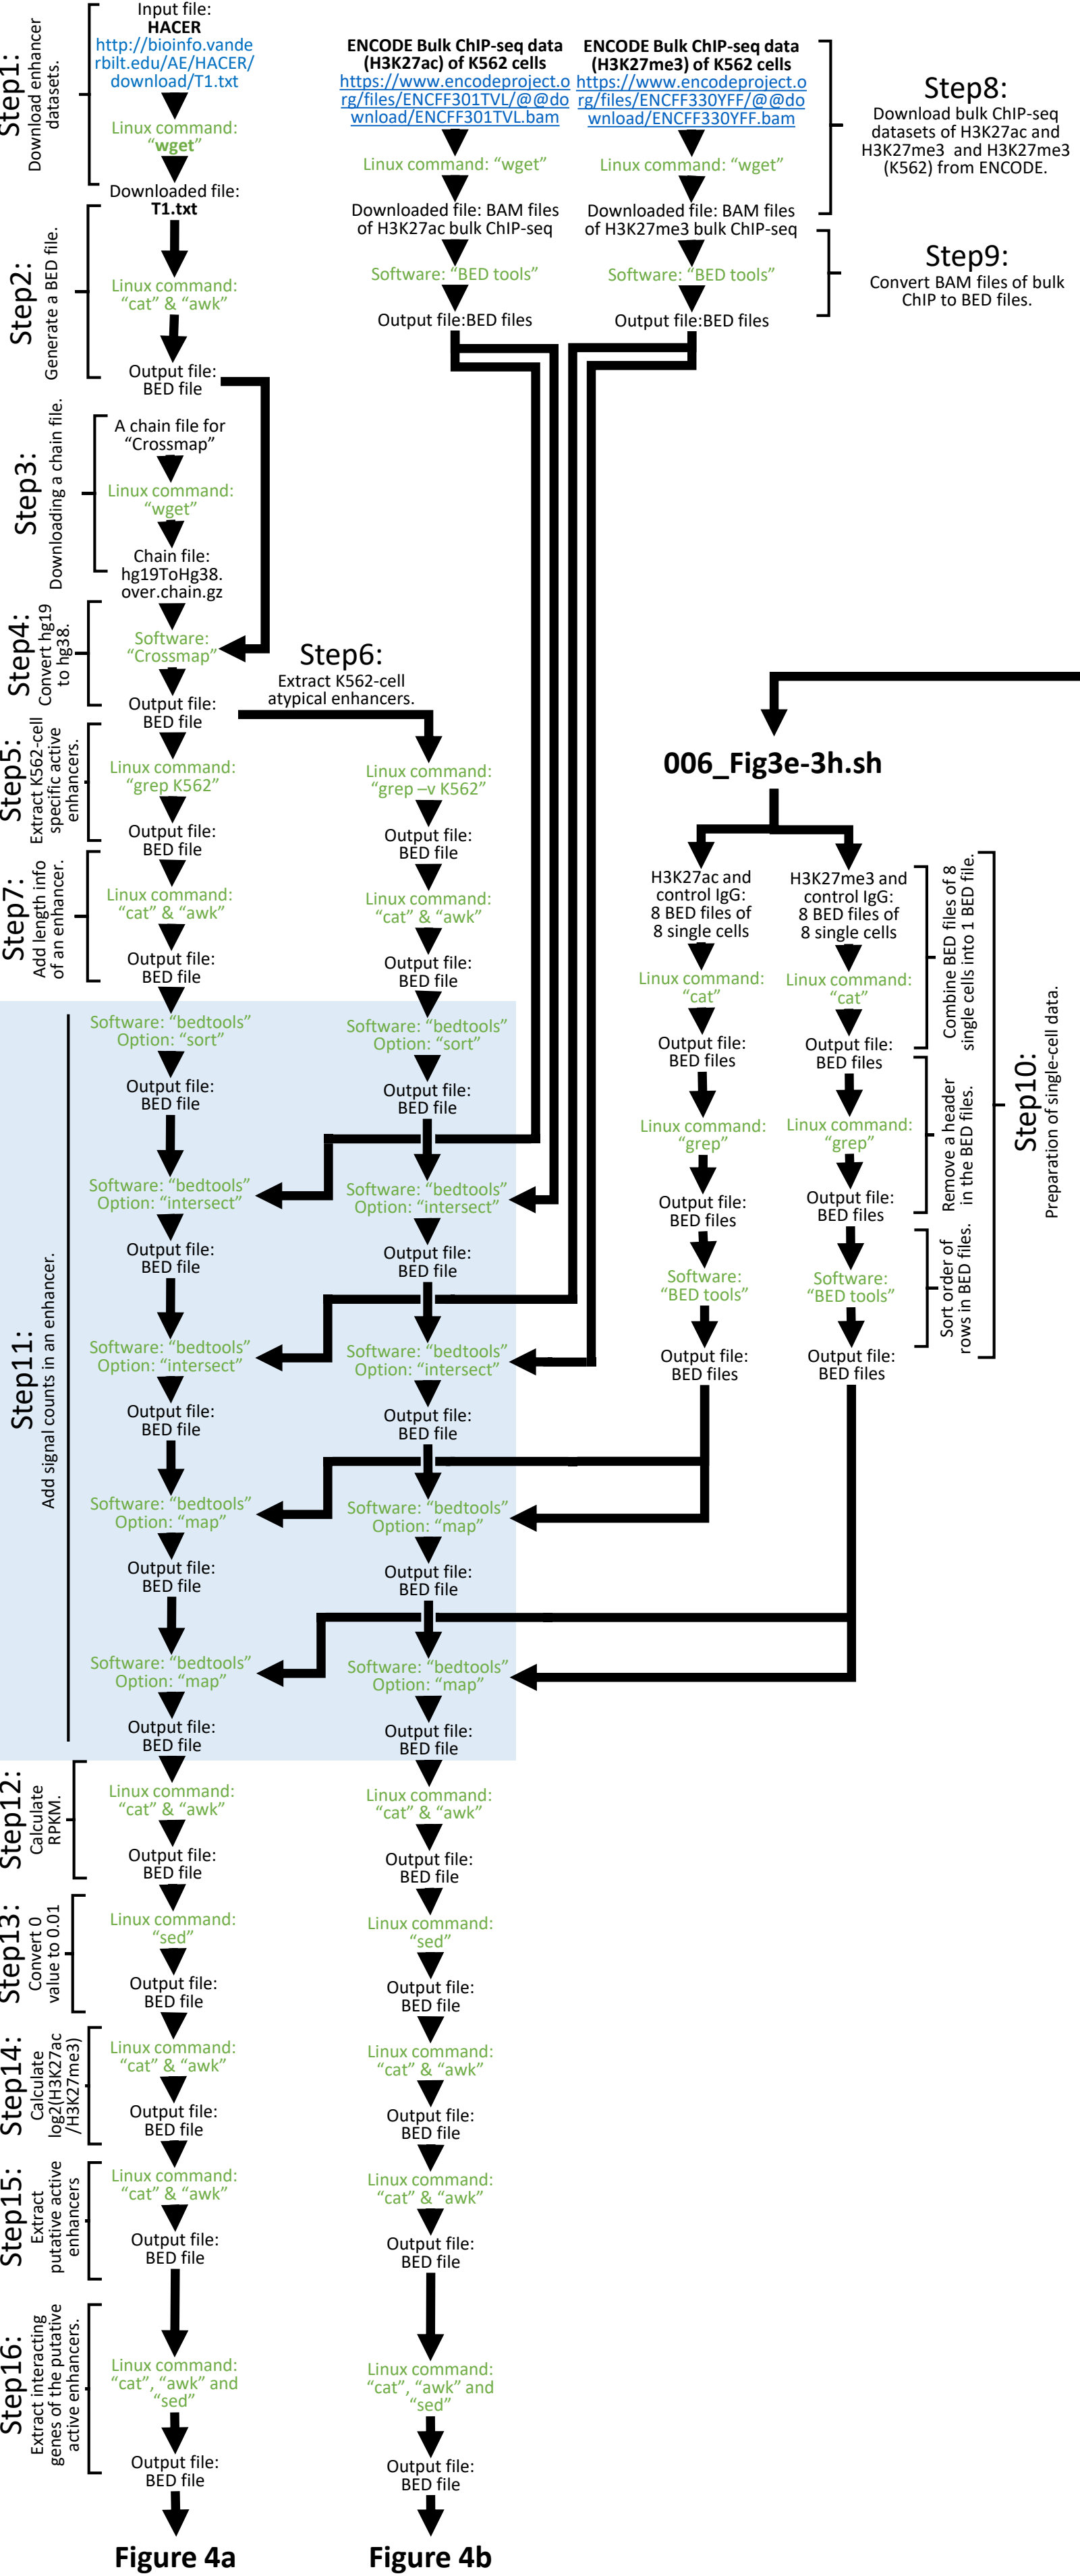 Step1:
Download enhancer
datasets.
Input file:
HACER
http://bioinfo.vande
rbilt.edu/AE/HACER/
download/T1.txt
Linux command:
“wget”
Downloaded file:
T1.txt
Step2:
Generate a BED file.
Linux command:
“cat” & “awk”
Output file:
BED file
Step3:
Downloading a chain file.
A chain file for
“Crossmap”
Linux command:
“wget”
Chain file:
hg19ToHg38.
over.chain.gz
Step4:
Convert hg19
to hg38.
Software:
“Crossmap”
Output file:
BED file
Step5:
Extract K562-cell
specific active
enhancers.
Linux command:
“grep K562”
Output file:
BED file
Step6:
Extract K562-cell
atypical enhancers.
Linux command:
“grep –v K562”
Output file:
BED file
Step7:
Add length info
of an enhancer.
Linux command:
“cat” & “awk”
Output file:
BED file
Linux command:
“cat” & “awk”
Output file:
BED file
ENCODE Bulk ChIP-seq data
(H3K27ac) of K562 cells
https://www.encodeproject.o
rg/files/ENCFF301TVL/@@do
wnload/ENCFF301TVL.bam
Linux command: “wget”
Downloaded file: BAM files
of H3K27ac bulk ChIP-seq
Software: “BED tools”
Output file:BED files
ENCODE Bulk ChIP-seq data
(H3K27me3) of K562 cells
https://www.encodeproject.o
rg/files/ENCFF330YFF/@@do
wnload/ENCFF330YFF.bam
Linux command: “wget”
Downloaded file: BAM files
of H3K27me3 bulk ChIP-seq
Software: “BED tools”
Output file:BED files
Step8:
Download bulk ChIP-seq
datasets of H3K27ac and
H3K27me3 and H3K27me3
(K562) from ENCODE.
Step9:
Convert BAM files of bulk
ChIP to BED files.
006_Fig3e-3h.sh
H3K27ac and
control IgG:
8 BED files of
8 single cells
Linux command:
“cat”
Output file:
BED files
Linux command:
“grep”
Output file:
BED files
Software:
“BED tools”
Output file:
BED files
H3K27me3 and
control IgG:
8 BED files of
8 single cells
Linux command:
“cat”
Output file:
BED files
Linux command:
“grep”
Output file:
BED files
Software:
“BED tools”
Output file:
BED files
Combine BED files of 8
single cells into 1 BED file.
Remove a header
in the BED files.
Sort order of
rows in BED files.
Step10:
Preparation of single-cell data.
Step11:
Add signal counts in an enhancer.
Software: “bedtools”
Option: “sort”
Output file:
BED file
Software: “bedtools”
Option: “intersect”
Output file:
BED file
Software: “bedtools”
Option: “intersect”
Output file:
BED file
Software: “bedtools”
Option: “map”
Output file:
BED file
Software: “bedtools”
Option: “map”
Output file:
BED file
Software: “bedtools”
Option: “sort”
Output file:
BED file
Software: “bedtools”
Option: “intersect”
Output file:
BED file
Software: “bedtools”
Option: “intersect”
Output file:
BED file
Software: “bedtools”
Option: “map”
Output file:
BED file
Software: “bedtools”
Option: “map”
Output file:
BED file
Step12:
Calculate
RPKM.
Linux command:
“cat” & “awk”
Output file:
BED file
Linux command:
“cat” & “awk”
Output file:
BED file
Step13:
Convert 0
value to 0.01
Linux command:
“sed”
Output file:
BED file
Linux command:
“sed”
Output file:
BED file
Step14:
Calculate
log2(H3K27ac
/H3K27me3)
Linux command:
“cat” & “awk”
Output file:
BED file
Linux command:
“cat” & “awk”
Output file:
BED file
Step15:
Extract
putative active
enhancers
Linux command:
“cat” & “awk”
Output file:
BED file
Linux command:
“cat” & “awk”
Output file:
BED file
Step16:
Extract interacting
genes of the putative
active enhancers.
Linux command:
“cat”, “awk” and
“sed”
Output file:
BED file
Linux command:
“cat”, “awk” and
“sed”
Output file:
BED file
Figure 4a
Figure 4b